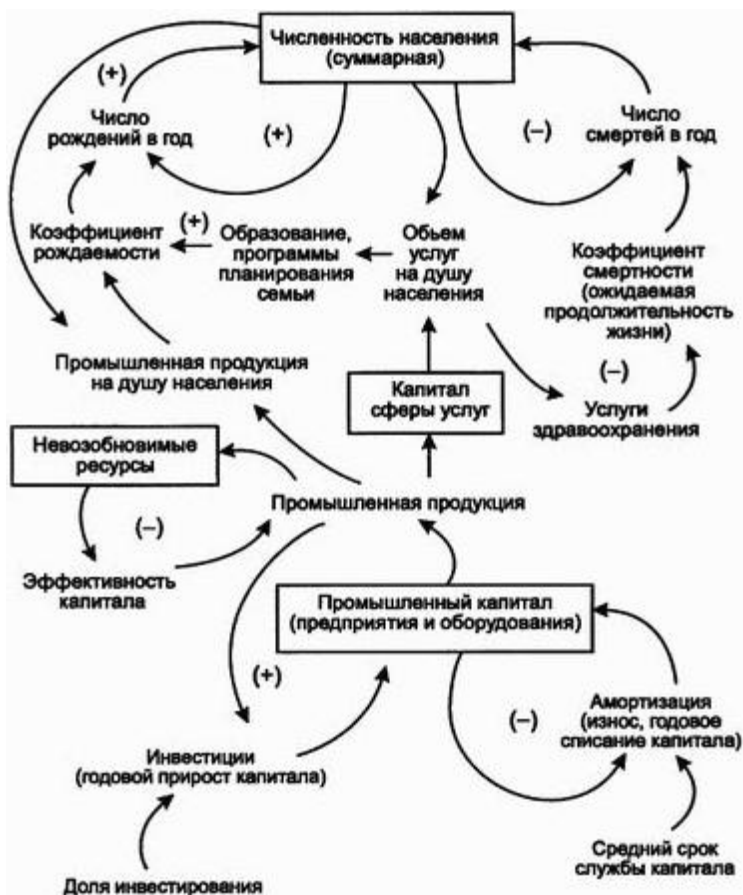 Численность населения
(суммарная)
(+)
Число
рождений в год
(+)
(–)
Число
смертей в год
Коэффициент
рождаемости
(+)
Образование,
программы
планирования
семьи
Обьем
услуг
на душу
населения
Коэффициент
смертности
(ожидаемая
продолжительность
жизни)
Промышленная продукция
на душу населения
Капитал
сферы услуг
(–)
Услуги
здравоохранения
Невозобновимые
ресурсы
Промышленная продукция
(–)
Эффективность
капитала
Промышленный капитал
(предприятия и оборудования)
(+)
(–)
Амортизация
(износ, годовое
списание капитала)
Инвестиции
(годовой прирост капитала)
Средний срок
службы капитала
Доля инвестирования